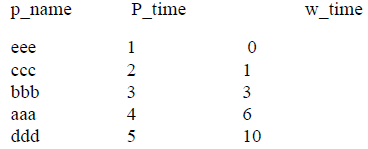 p_name P_time w_time
eee 1 0
ccc 2 1
bbb 3 3
aaa 4 6
ddd 5 10